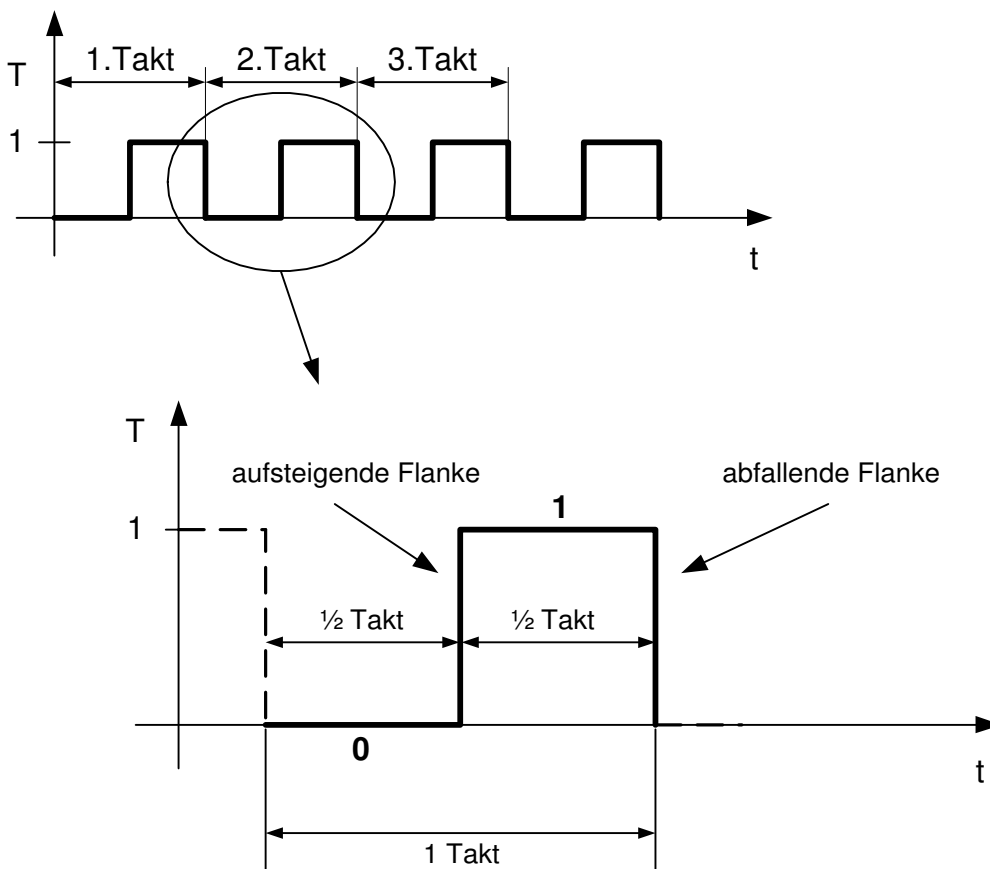 1.Takt 2.Takt 3.Takt
T
1
t
T
aufsteigende Flanke abfallende Flanke
1
1
½ Takt ½ Takt
0
t
1 Takt